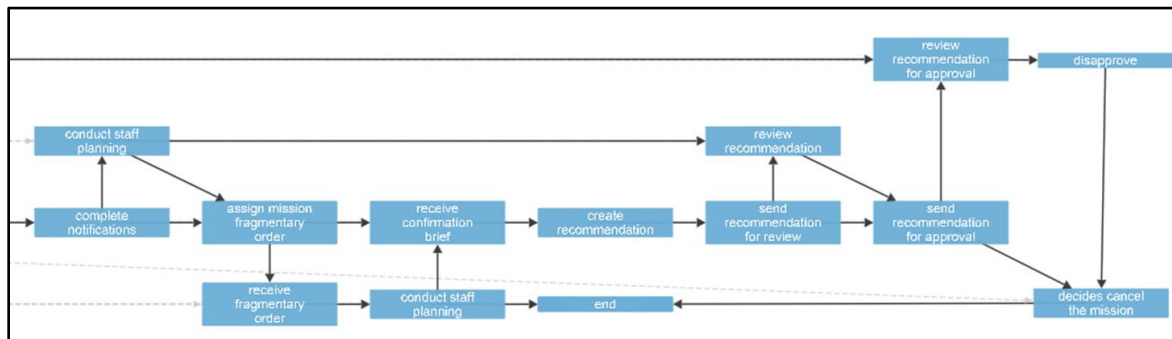 review
recommendation
for approval
disapprove
conduct staff
planning
review
recommendation
complete
notifications
assign mission
fragmentary
order
receive
confirmation
brief
create
recommendation
send
recommendation
for review
send
recommendation
for approval
receive
fragmentary
order
conduct staff
planning
end
decides cancel
the mission